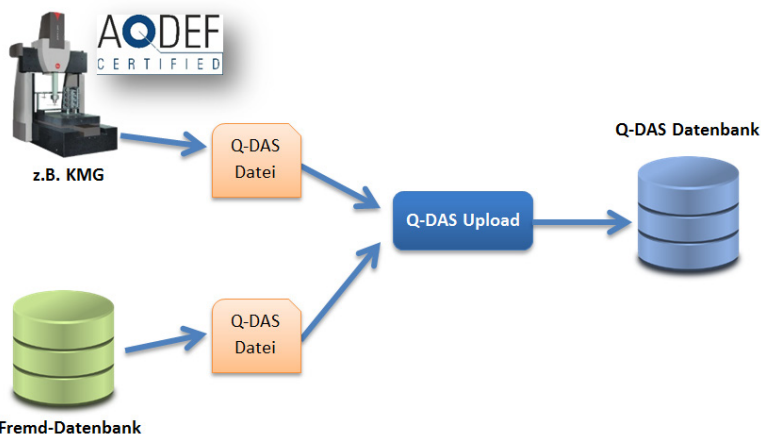 AQDEF
CERTIFIED
z.B. KMG
Q-DAS
Datei
Q-DAS Upload
Q-DAS Datenbank
Q-DAS
Datei
Fremd-Datenbank